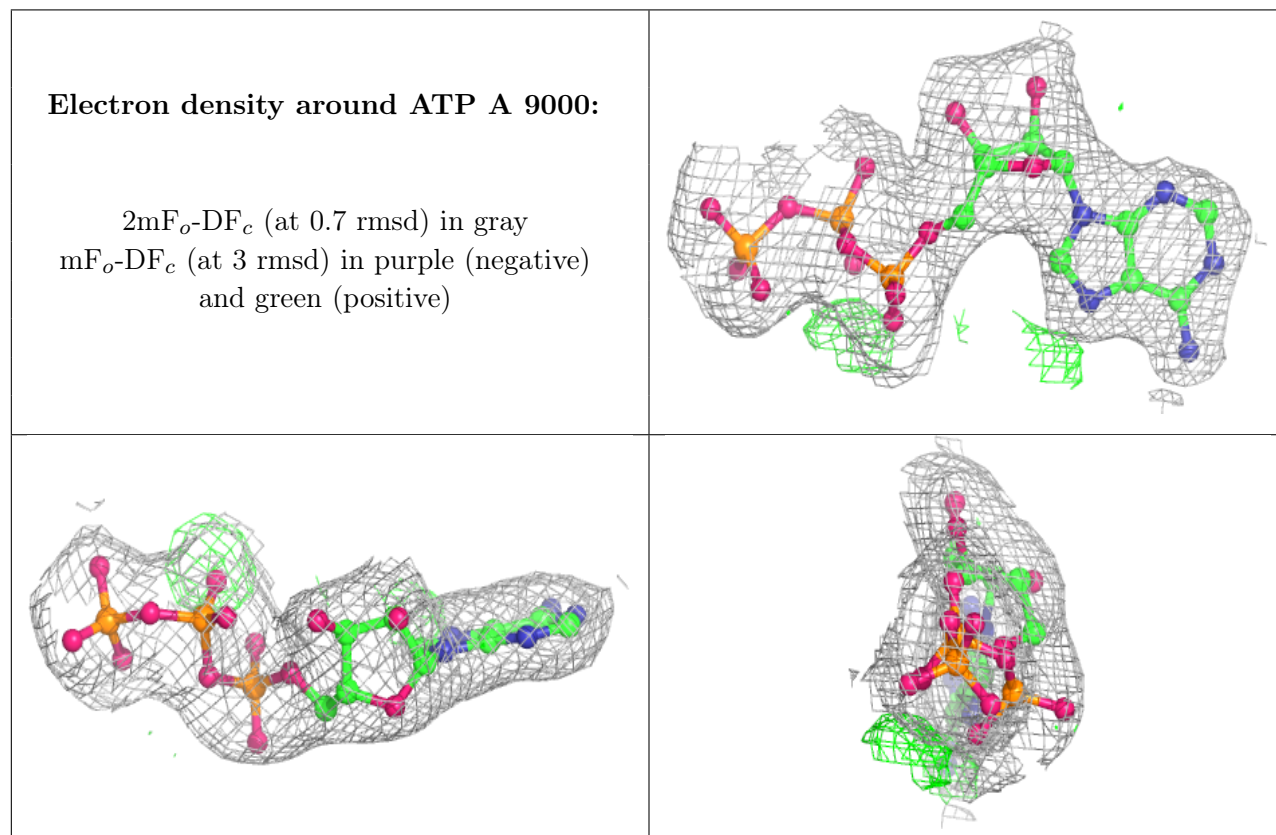 Electron density around ATP A 9000:
2mFo-DFc (at 0.7 rmsd) in gray
mFo-DFc (at 3 rmsd) in purple (negative)
and green (positive)